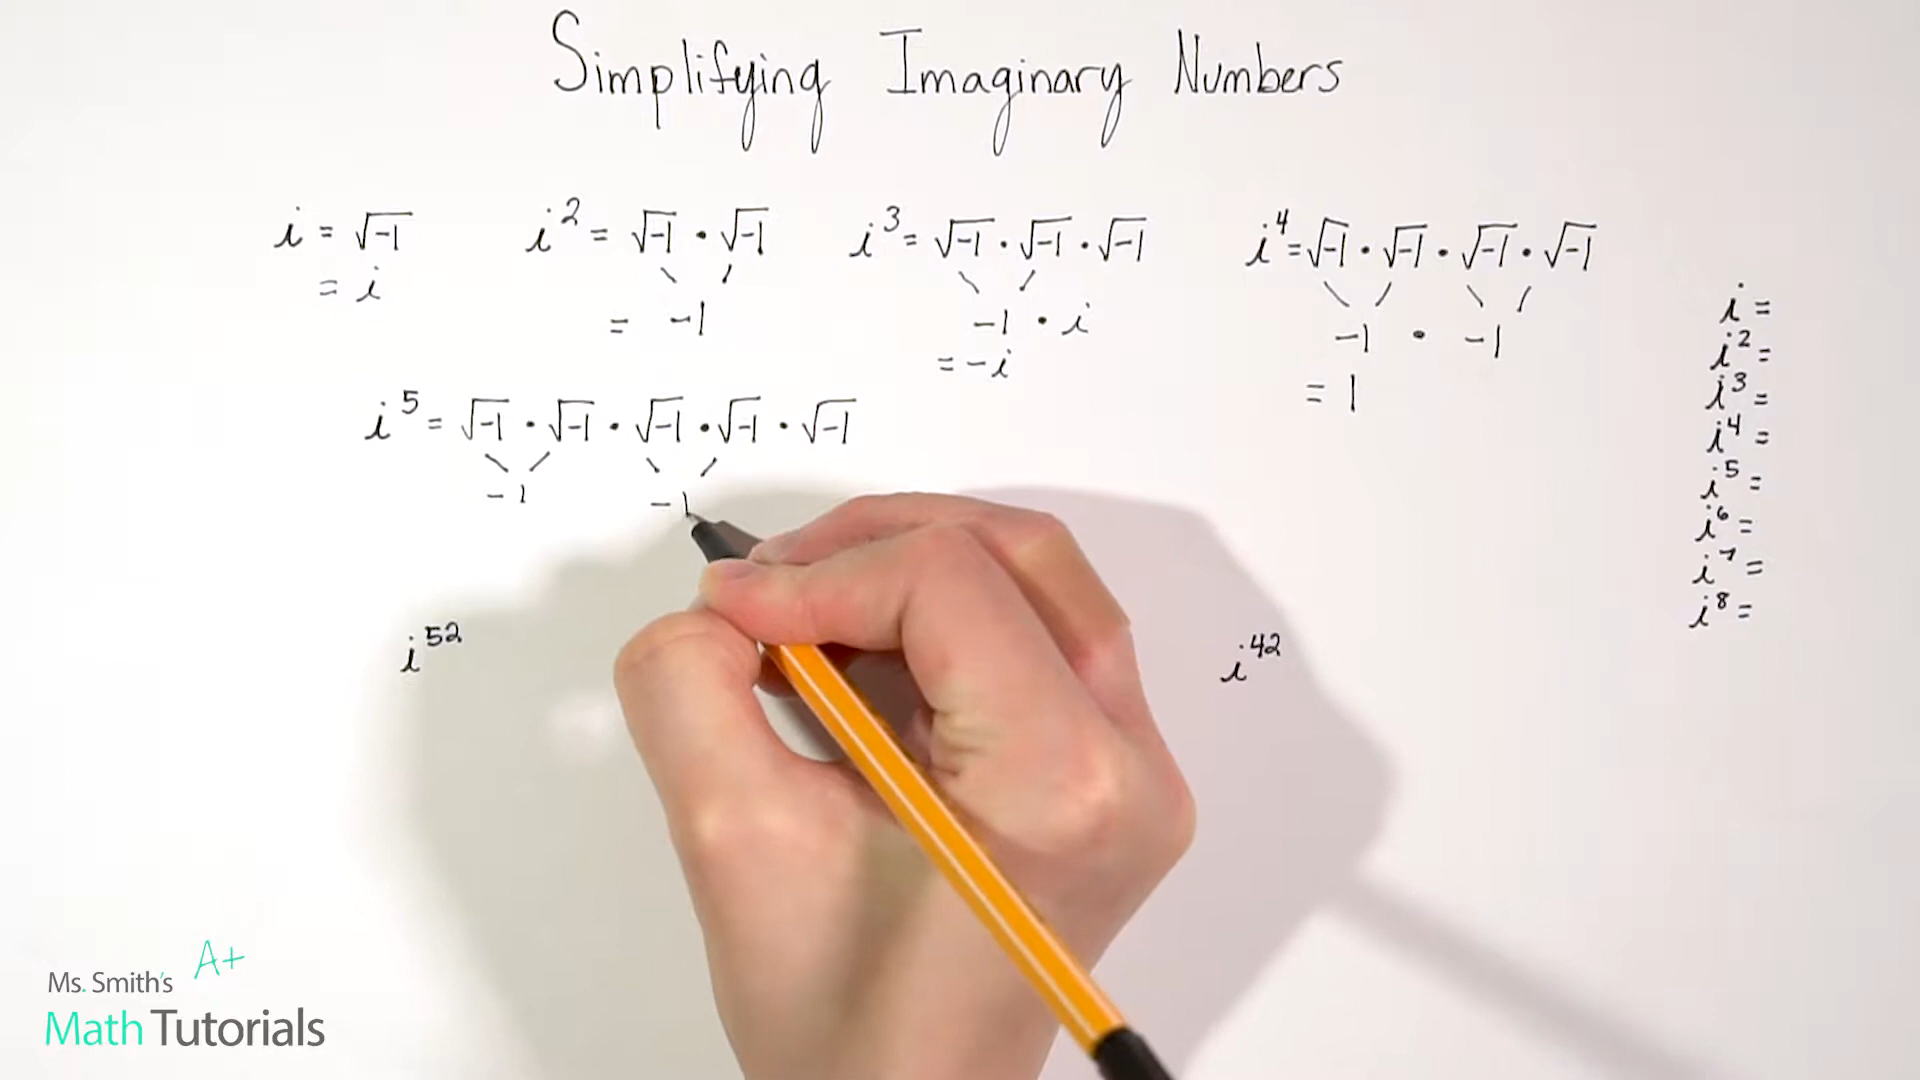 Simplifying Imaginary Numbers
i = √-1
= i
i² = √-1 · √-1
= -1
i³ = √-1 · √-1 · √-1
-1 · i
= -i
i⁴ = √-1 · √-1 · √-1 · √-1
-1 · -1
= 1
i⁵ = √-1 · √-1 · √-1 · √-1 · √-1
-1 -1
i =
i² =
i³ =
i⁴ =
i⁵ =
i⁶ =
i⁷ =
i⁸ =
i⁵²
i⁴²
Ms. Smith's A+
Math Tutorials